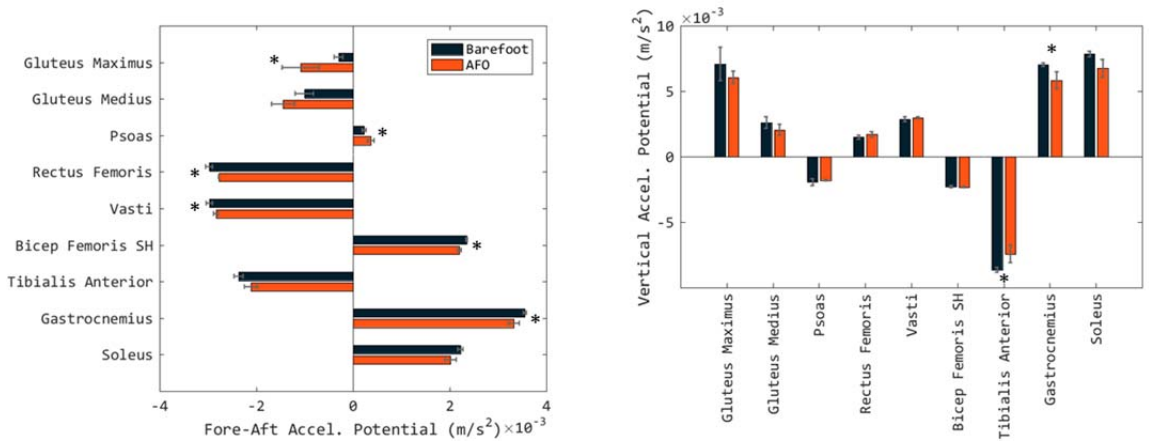 Gluteus Maximus
Gluteus Medius
Psoas
Rectus Femoris
Vasti
Bicep Femoris SH
Tibialis Anterior
Gastrocnemius
Soleus
*
*
*
*
*
*
Barefoot
AFO
-4 -2 0 2 4
Fore-Aft Accel. Potential (m/s²)×10⁻³
Vertical Accel. Potential (m/s²)
10 ×10⁻³
5
0
-5
*
*
Gluteus Maximus
Gluteus Medius
Psoas
Rectus Femoris
Vasti
Bicep Femoris SH
Tibialis Anterior
Gastrocnemius
Soleus